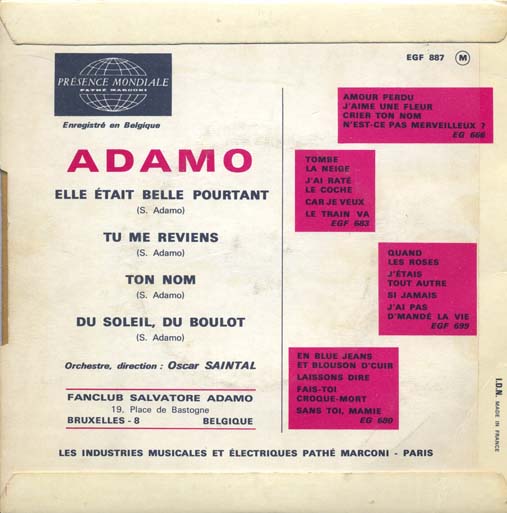 EGF 887 M
PRÉSENCE MONDIALE
PATHÉ MARCONI
Enregistré en Belgique
ADAMO
ELLE ÉTAIT BELLE POURTANT
(S. Adamo)
TU ME REVIENS
(S. Adamo)
TON NOM
(S. Adamo)
DU SOLEIL, DU BOULOT
(S. Adamo)
Orchestre, direction : Oscar SAINTAL
FANCLUB SALVATORE ADAMO
19, Place de Bastogne
BRUXELLES - 8 BELGIQUE
AMOUR PERDU
J'AIME UNE FLEUR
CRIER TON NOM
N'EST-CE PAS MERVEILLEUX ?
EG 666
TOMBE
LA NEIGE
J'AI RATÉ
LE COCHE
CAR JE VEUX
LE TRAIN VA
EGF 683
QUAND
LES ROSES
J'ÉTAIS
TOUT AUTRE
SI JAMAIS
J'AI PAS
D'MANDÉ LA VIE
EGF 699
EN BLUE JEANS
ET BLOUSON D'CUIR
LAISSONS DIRE
FAIS-TOI
CROQUE-MORT
SANS TOI, MAMIE
EG 680
I.D.N. MADE IN FRANCE
LES INDUSTRIES MUSICALES ET ÉLECTRIQUES PATHÉ MARCONI - PARIS